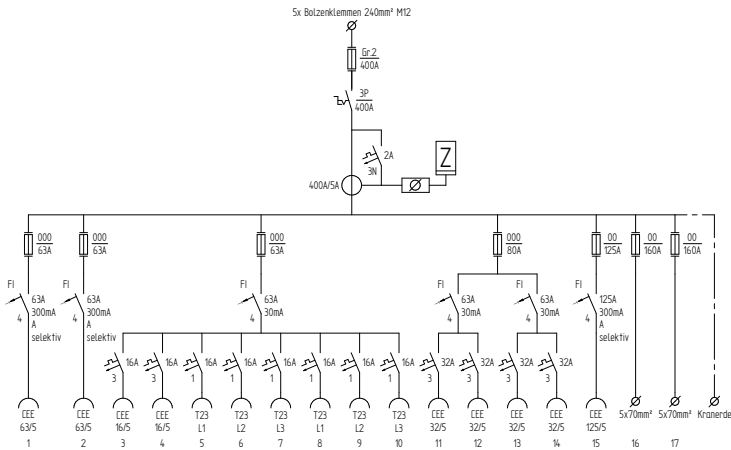 5x Bolzenklemmen 240mm² M12
Gr.2
400A
3P
400A
2A
3N
Z
400A/5A
000
63A
000
63A
000
63A
000
80A
00
125A
00
160A
00
160A
FI
63A
300mA
A
selektiv
4
FI
63A
300mA
A
selektiv
4
FI
63A
30mA
4
FI
63A
30mA
4
FI
63A
30mA
4
FI
125A
300mA
A
selektiv
4
16A
3
16A
3
16A
1
16A
1
16A
1
16A
1
16A
1
16A
1
32A
3
32A
3
32A
3
32A
3
CEE CEE CEE CEE T23 T23 T23 T23 T23 T23 CEE CEE CEE CEE CEE 5x70mm² 5x70mm² Kranerde
63/5 63/5 16/5 16/5 L1 L2 L3 L1 L2 L3 32/5 32/5 32/5 32/5 125/5
1 2 3 4 5 6 7 8 9 10 11 12 13 14 15 16 17